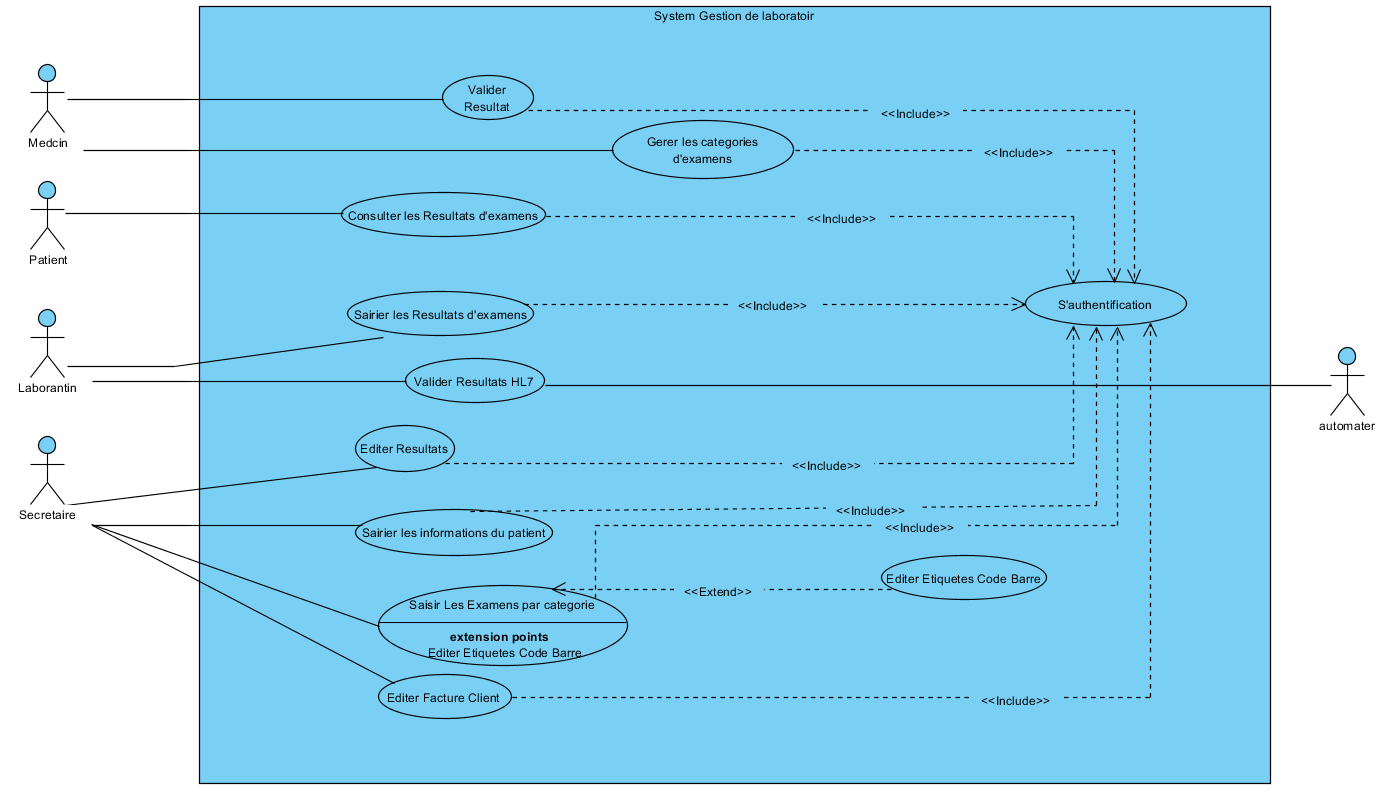 System Gestion de laboratoir
Medcin
Valider
Resultat
<<Include>>
Gerer les categories
d'examens
<<Include>>
Patient
Consulter les Resultats d'examens
<<Include>>
Sairier les Resultats d'examens
<<Include>>
S'authentification
Laborantin
Valider Resultats HL7
automater
Secretaire
Editer Resultats
<<Include>>
Sairier les informations du patient
<<Include>>
<<Include>>
Editer Etiquetes Code Barre
<<Extend>>
Saisir Les Examens par categorie
extension points
Editer Etiquetes Code Barre
Editer Facture Client
<<Include>>